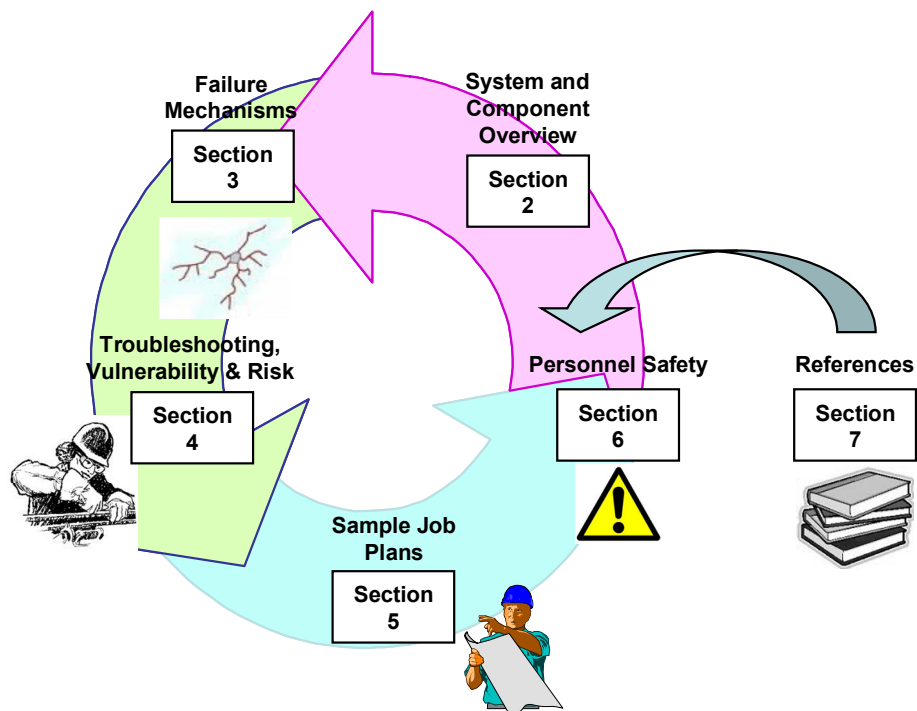 System and
Component
Overview
Section
2
Failure
Mechanisms
Section
3
Troubleshooting,
Vulnerability & Risk
Section
4
Sample Job
Plans
Section
5
Personnel Safety
Section
6
References
Section
7